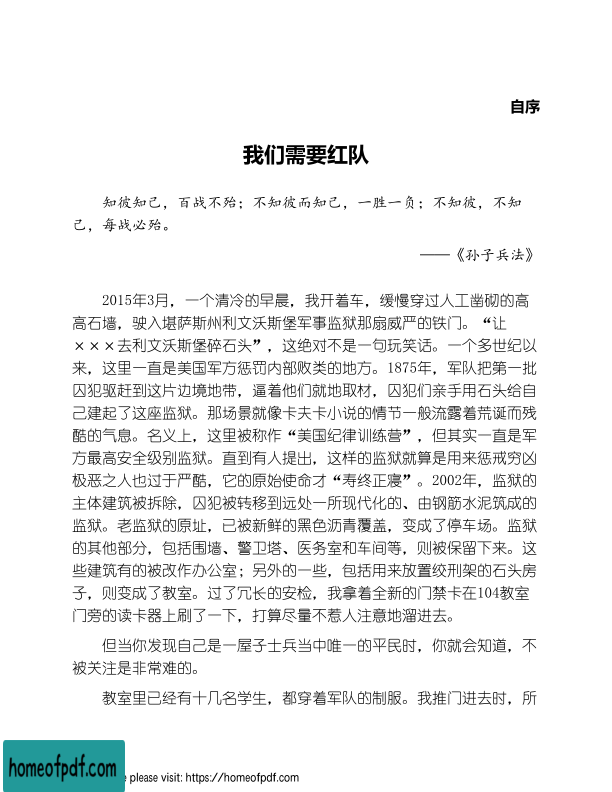 自序
我们需要红队
知彼知己，百战不殆；不知彼而知己，一胜一负；不知彼，不知
己，每战必殆。
——《孙子兵法》
2015年3月，一个清冷的早晨，我开着车，缓慢穿过人工凿砌的高
高石墙，驶入堪萨斯州利文沃斯堡军事监狱那扇威严的铁门。“让
×××去利文沃斯堡碎石头”，这绝对不是一句玩笑话。一个多世纪以
来，这里一直是美国军方惩罚内部败类的地方。1875年，军队把第一批
囚犯驱赶到这片边境地带，逼着他们就地取材，囚犯们亲手用石头给自
己建起了这座监狱。那场景就像卡夫卡小说的情节一般流露着荒诞而残
酷的气息。名义上，这里被称作“美国纪律训练营”，但其实一直是军
方最高安全级别监狱。直到有人提出，这样的监狱就算是用来惩戒穷凶
极恶之人也过于严酷，它的原始使命才“寿终正寝”。2002年，监狱的
主体建筑被拆除，囚犯被转移到远处一所现代化的、由钢筋水泥筑成的
监狱。老监狱的原址，已被新鲜的黑色沥青覆盖，变成了停车场。监狱
的其他部分，包括围墙、警卫塔、医务室和车间等，则被保留下来。这
些建筑有的被改作办公室；另外的一些，包括用来放置绞刑架的石头房
子，则变成了教室。过了冗长的安检，我拿着全新的门禁卡在104教室
门旁的读卡器上刷了一下，打算尽量不惹人注意地溜进去。
但当你发现自己是一屋子士兵当中唯一的平民时，你就会知道，不
被关注是非常难的。
教室里已经有十几名学生，都穿着军队的制服。我推门进去时，所
homeofpdf.com
e please visit: https://homeofpdf.com